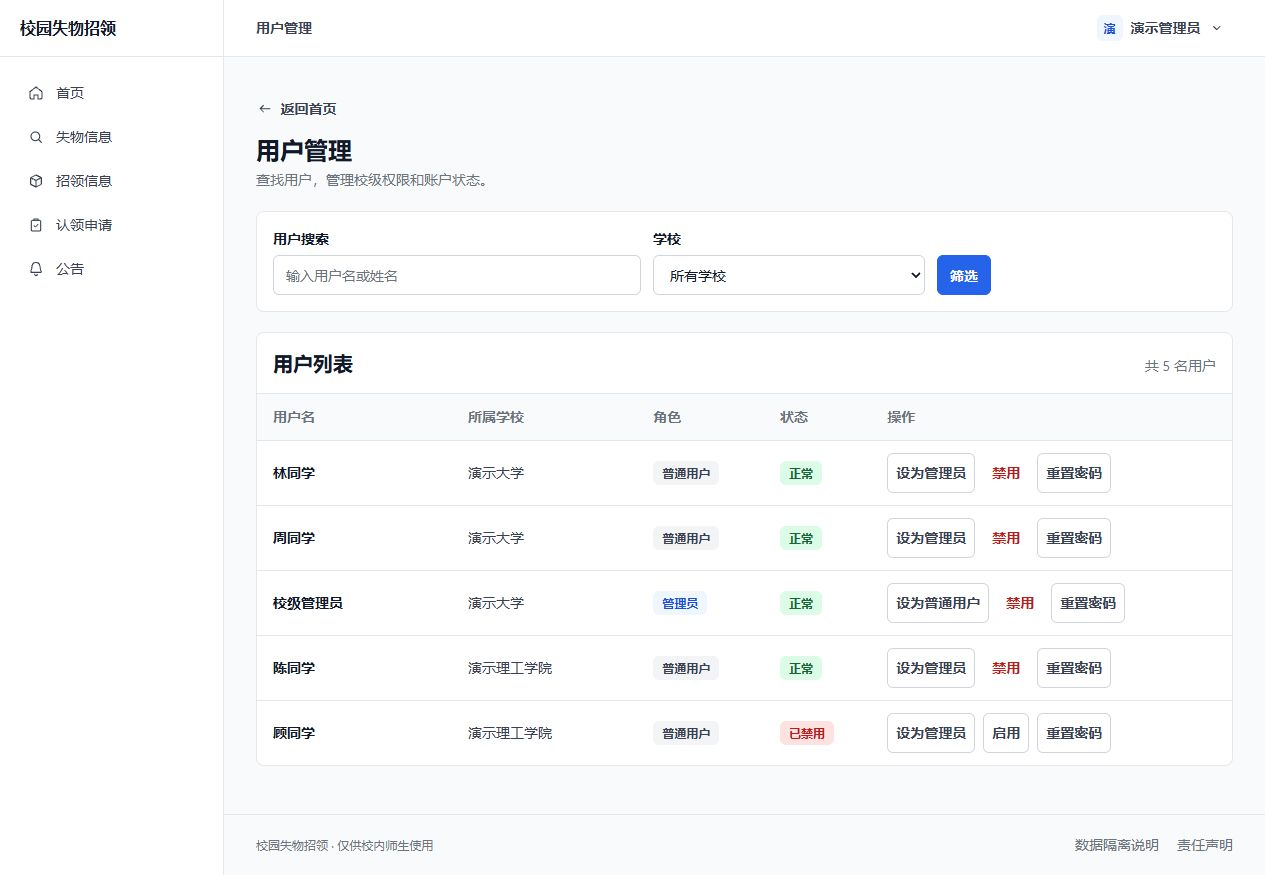 校园失物招领
用户管理
演 演示管理员
首页
失物信息
招领信息
认领申请
公告
返回首页
用户管理
查找用户，管理校级权限和账户状态。
用户搜索 学校
输入用户名或姓名 所有学校 筛选
用户列表 共 5 名用户
用户名 所属学校 角色 状态 操作
林同学 演示大学 普通用户 正常 设为管理员 禁用 重置密码
周同学 演示大学 普通用户 正常 设为管理员 禁用 重置密码
校级管理员 演示大学 管理员 正常 设为普通用户 禁用 重置密码
陈同学 演示理工学院 普通用户 正常 设为管理员 禁用 重置密码
顾同学 演示理工学院 普通用户 已禁用 设为管理员 启用 重置密码
校园失物招领 · 仅供校内师生使用 数据隔离说明 责任声明